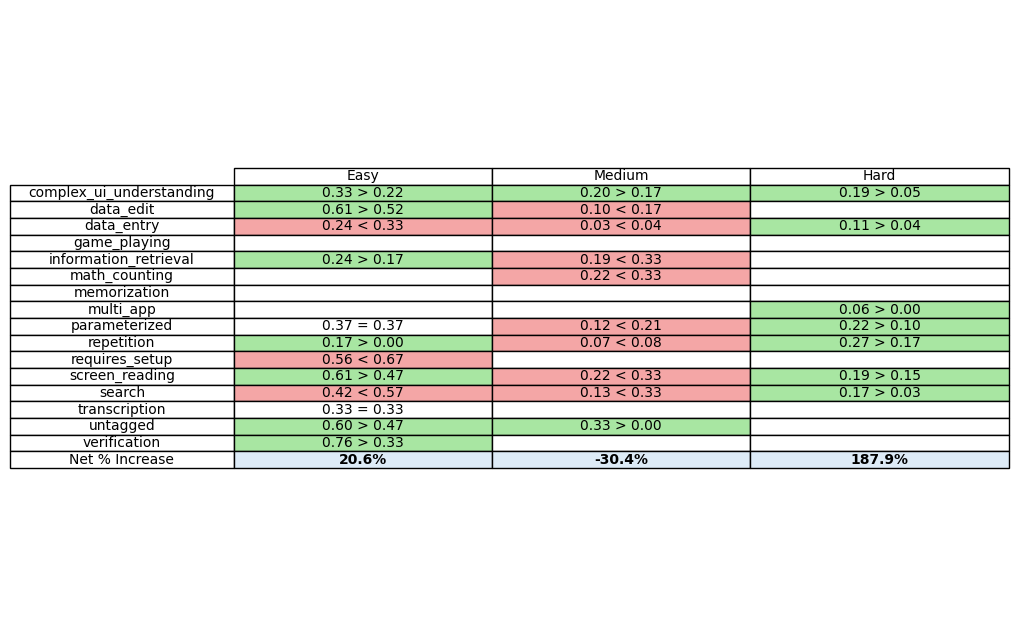 Easy Medium Hard
complex_ui_understanding 0.33 > 0.22 0.20 > 0.17 0.19 > 0.05
data_edit 0.61 > 0.52 0.10 < 0.17
data_entry 0.24 < 0.33 0.03 < 0.04 0.11 > 0.04
game_playing
information_retrieval 0.24 > 0.17 0.19 < 0.33
math_counting 0.22 < 0.33
memorization
multi_app 0.06 > 0.00
parameterized 0.37 = 0.37 0.12 < 0.21 0.22 > 0.10
repetition 0.17 > 0.00 0.07 < 0.08 0.27 > 0.17
requires_setup 0.56 < 0.67
screen_reading 0.61 > 0.47 0.22 < 0.33 0.19 > 0.15
search 0.42 < 0.57 0.13 < 0.33 0.17 > 0.03
transcription 0.33 = 0.33
untagged 0.60 > 0.47 0.33 > 0.00
verification 0.76 > 0.33
Net % Increase 20.6% -30.4% 187.9%